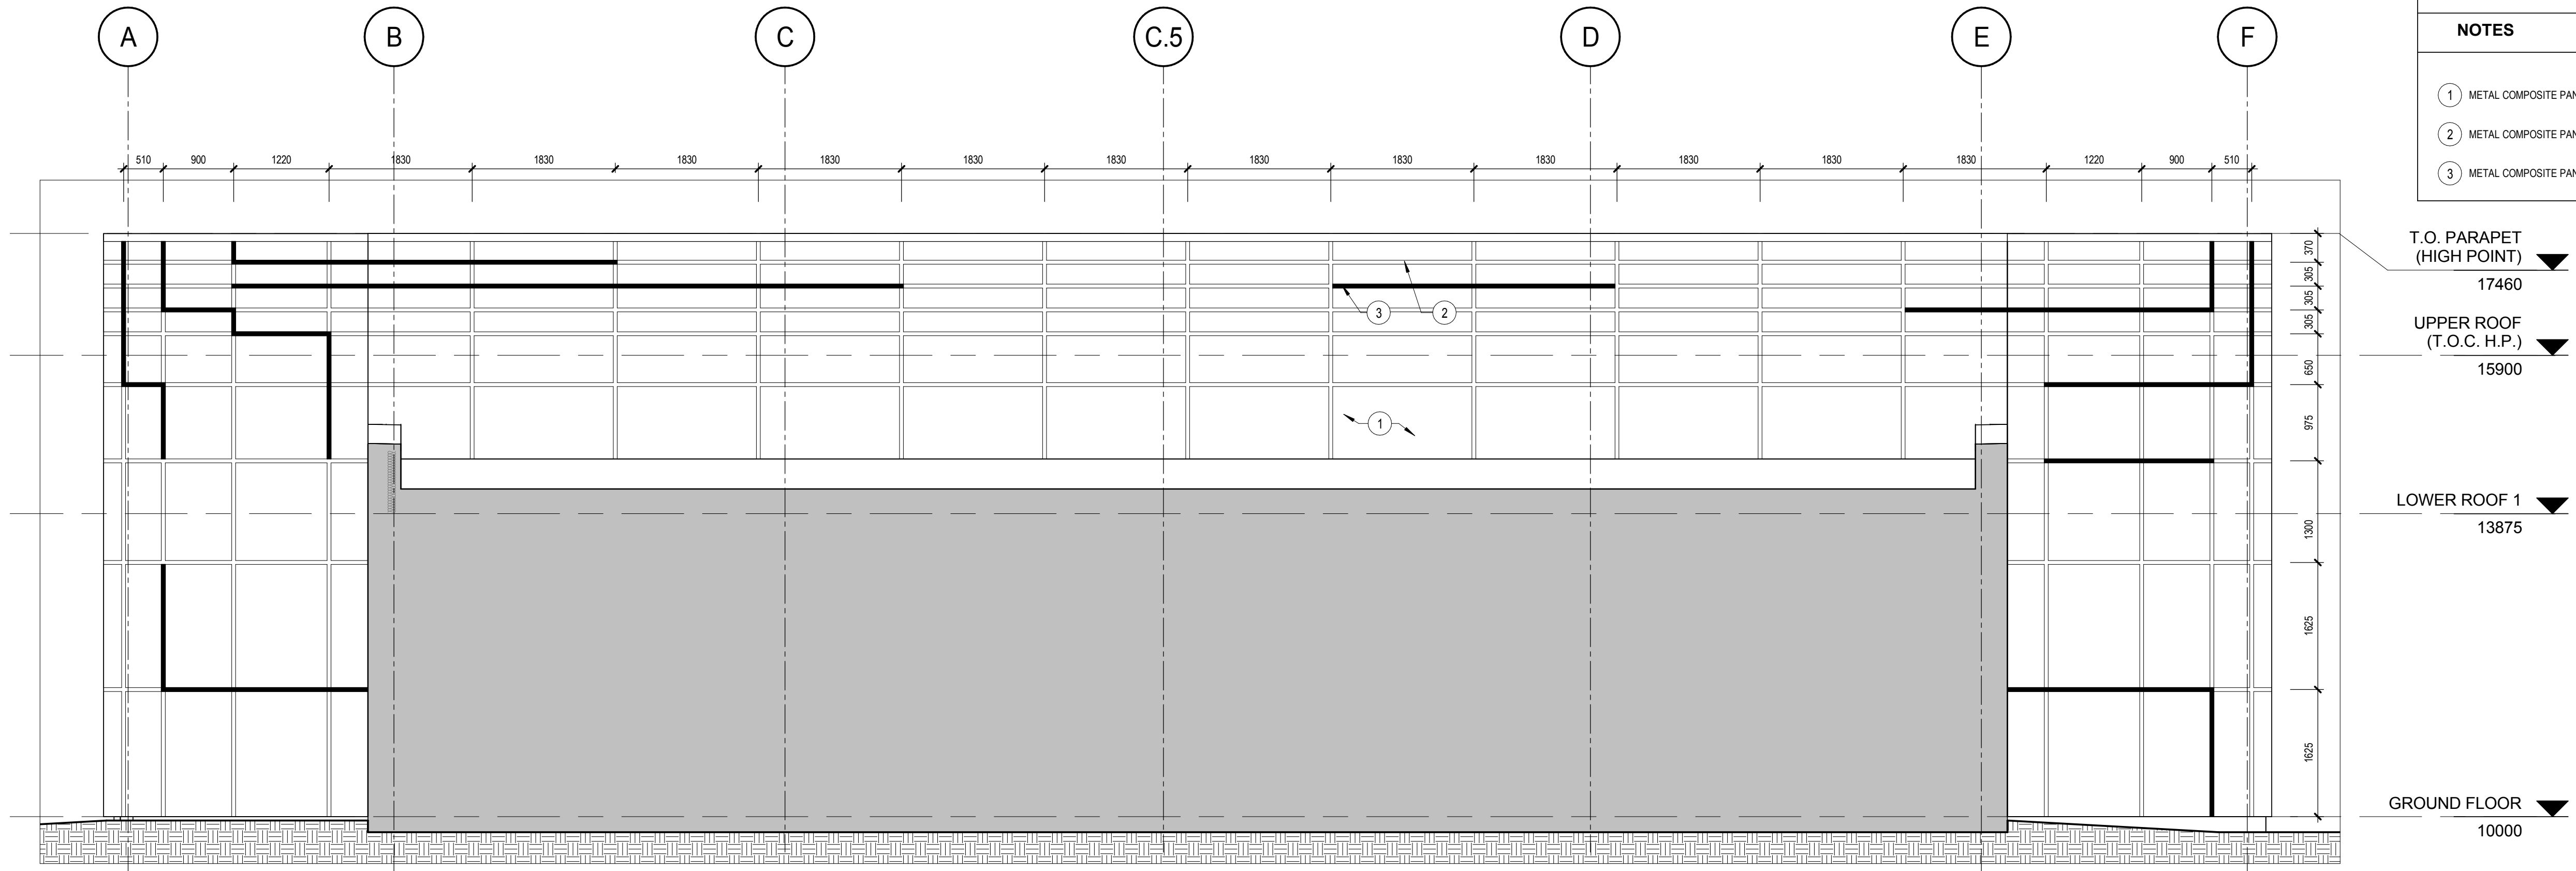 A B C C.5 D E F
NOTES
1 METAL COMPOSITE PAN
2 METAL COMPOSITE PAN
3 METAL COMPOSITE PAN
510 900 1220 1830 1830 1830 1830 1830 1830 1830 1830 1830 1830 1830 1830 1220 900 510
T.O. PARAPET
(HIGH POINT)
17460
370
305
305
305
650
975
1300
1625
1625
3 2
1
UPPER ROOF
(T.O.C. H.P.)
15900
LOWER ROOF 1
13875
GROUND FLOOR
10000